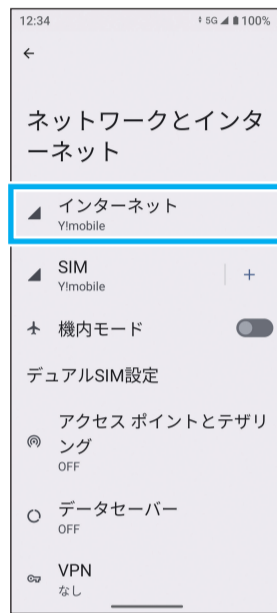 12:34
5G 100%
ネットワークとインタ
ーネット
インターネット
Y!mobile
SIM
Y!mobile
+
機内モード
デュアルSIM設定
アクセス ポイントとテザリ
ング
OFF
データセーバー
OFF
VPN
なし